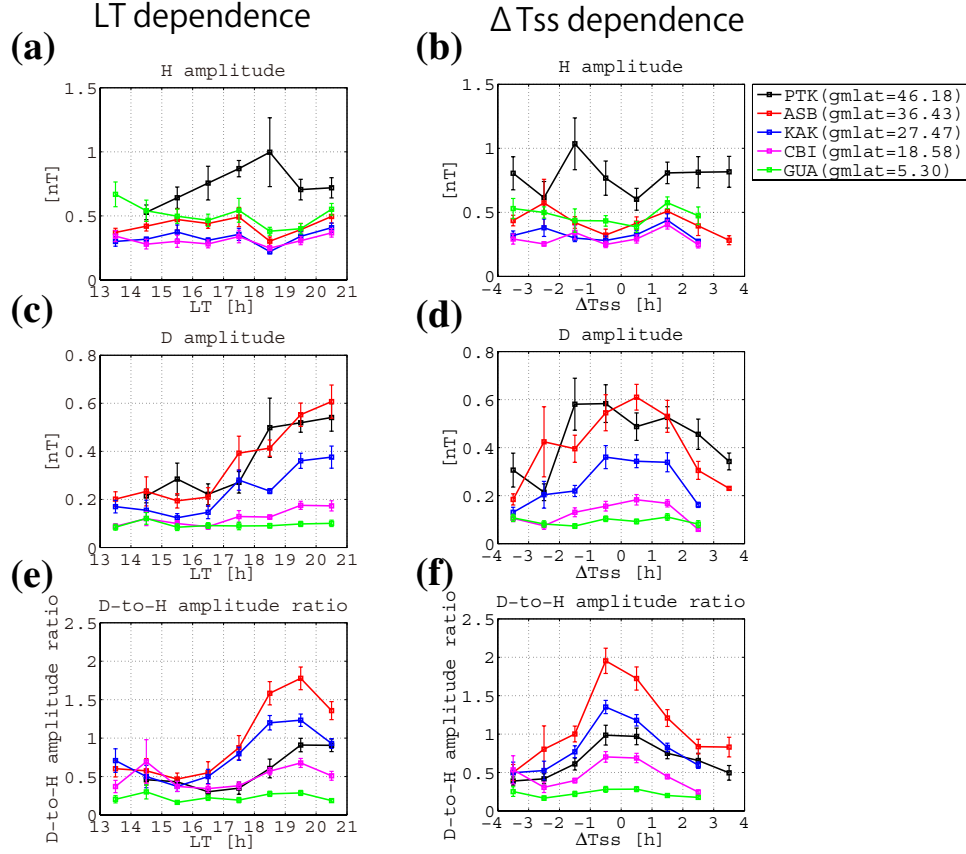 LT dependence
Δ Tss dependence
(a)
H amplitude
1.5
1
0.5
0
[nT]
13 14 15 16 17 18 19 20 21
LT [h]
(b)
H amplitude
1.5
1
0.5
0
[nT]
-4 -3 -2 -1 0 1 2 3 4
ΔTss [h]
PTK(gmlat=46.18)
ASB(gmlat=36.43)
KAK(gmlat=27.47)
CBI(gmlat=18.58)
GUA(gmlat=5.30)
(c)
D amplitude
0.8
0.6
0.4
0.2
0
[nT]
13 14 15 16 17 18 19 20 21
LT [h]
(d)
D amplitude
0.8
0.6
0.4
0.2
0
[nT]
-4 -3 -2 -1 0 1 2 3 4
ΔTss [h]
(e)
D-to-H amplitude ratio
2.5
2
1.5
1
0.5
0
D-to-H amplitude ratio
13 14 15 16 17 18 19 20 21
LT [h]
(f)
D-to-H amplitude ratio
2.5
2
1.5
1
0.5
0
D-to-H amplitude ratio
-4 -3 -2 -1 0 1 2 3 4
ΔTss [h]